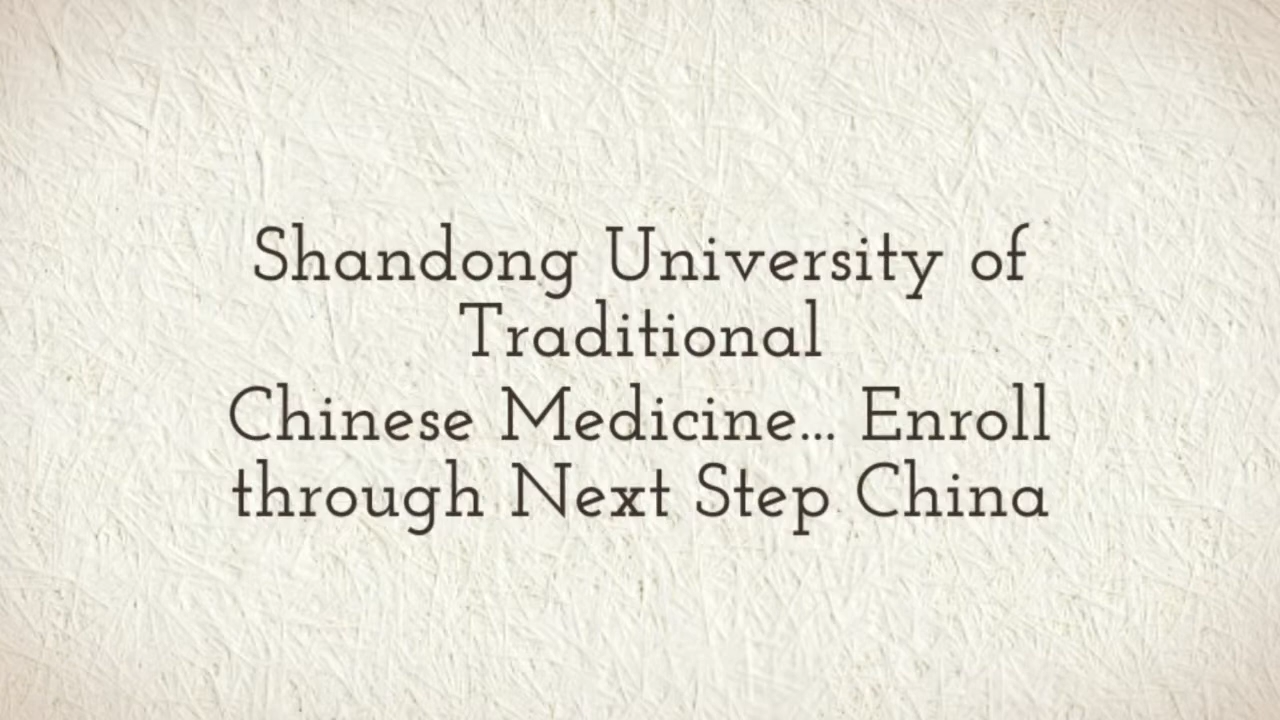 Shandong University of
Traditional
Chinese Medicine... Enroll
through Next Step China